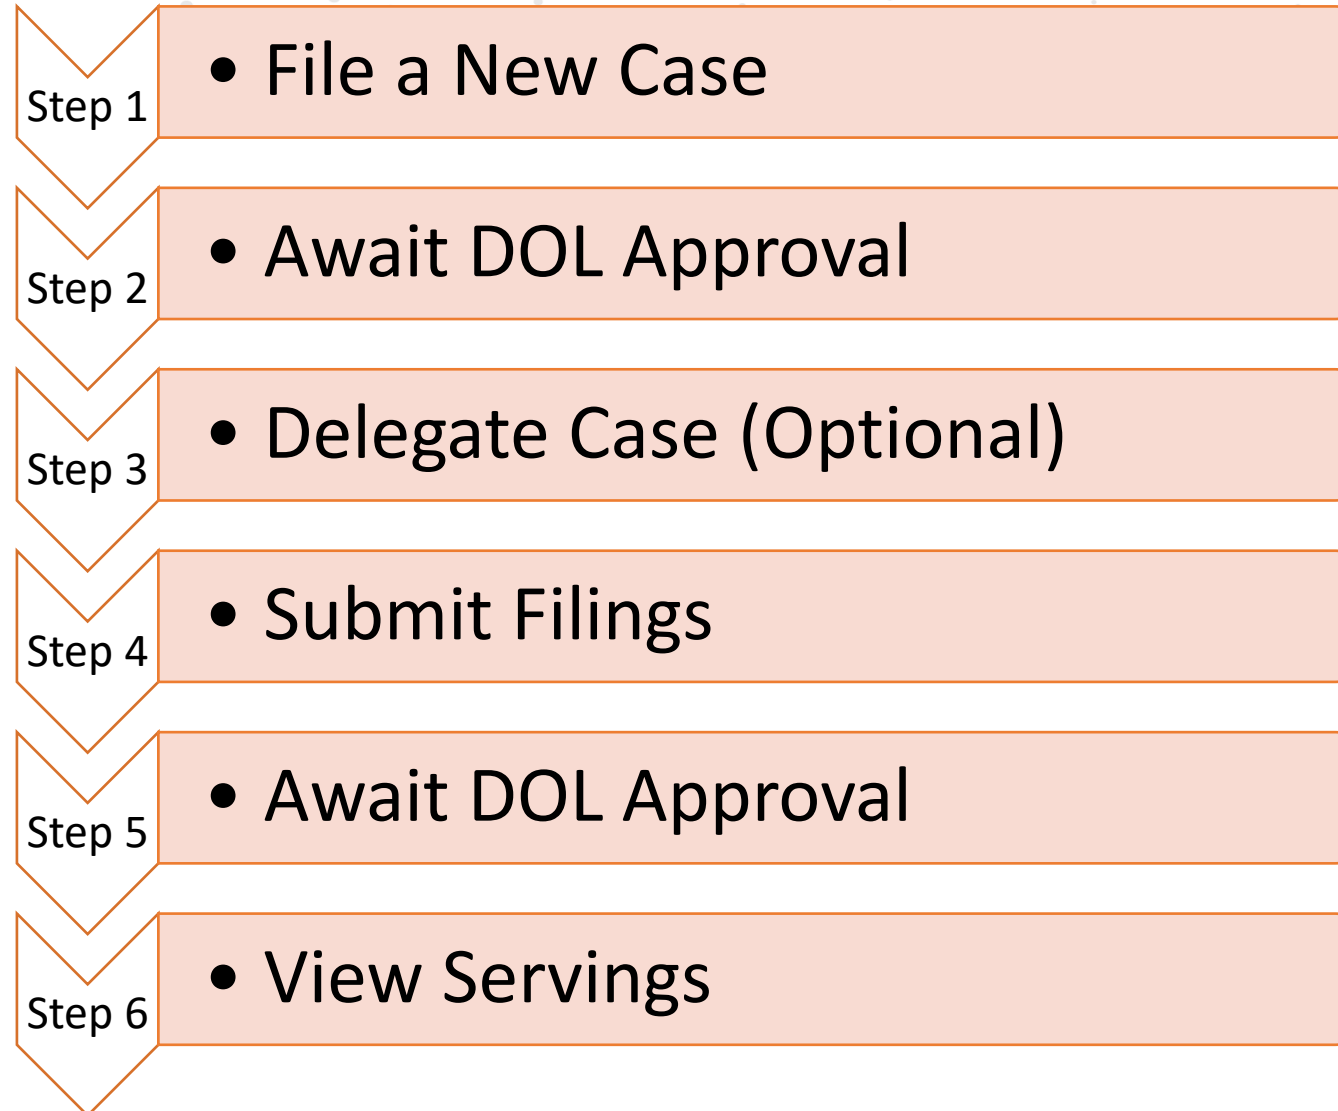 Step 1
• File a New Case
Step 2
• Await DOL Approval
Step 3
• Delegate Case (Optional)
Step 4
• Submit Filings
Step 5
• Await DOL Approval
Step 6
• View Servings